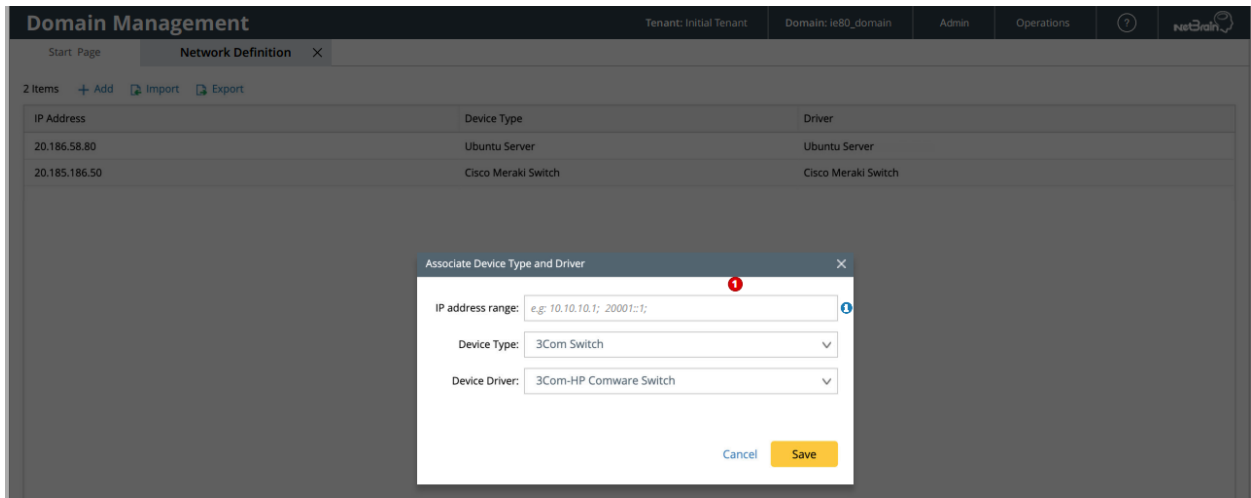 Domain Management Tenant: Initial Tenant Domain: ie80_domain Admin Operations ? NetBrain
Start Page Network Definition X
2 Items + Add Import Export
IP Address Device Type Driver
20.186.58.80 Ubuntu Server Ubuntu Server
20.185.186.50 Cisco Meraki Switch Cisco Meraki Switch
Associate Device Type and Driver
1
IP address range: e.g: 10.10.10.1; 20001::1;
Device Type: 3Com Switch
Device Driver: 3Com-HP Comware Switch
Cancel Save